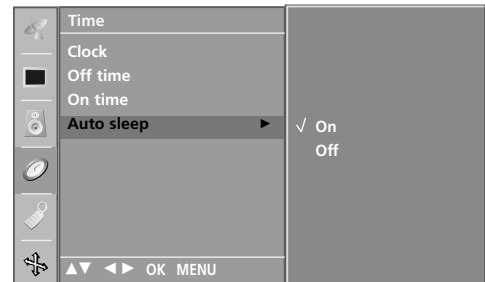 Time
Clock
Off time
On time
Auto sleep ►
√ On
Off
▲▼ ◄► OK MENU